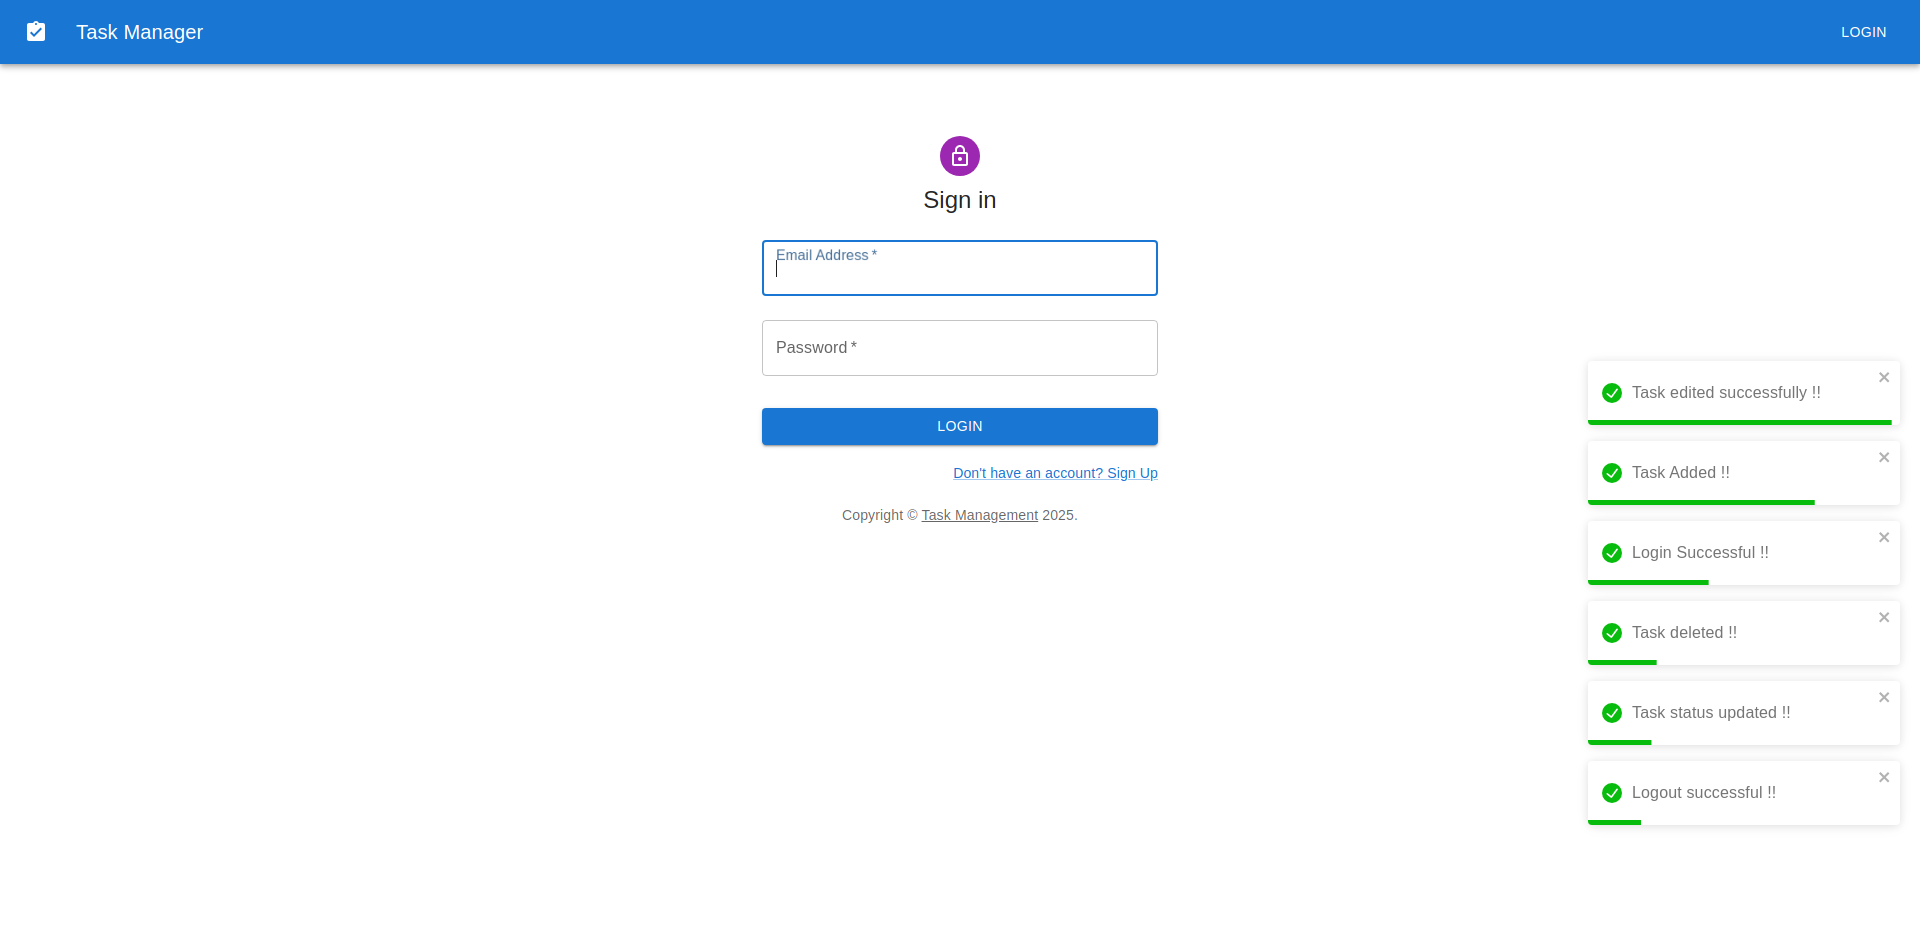 Task Manager
LOGIN
Sign in
Email Address *
Password *
LOGIN
Don't have an account? Sign Up
Copyright © Task Management 2025.
Task edited successfully !!
Task Added !!
Login Successful !!
Task deleted !!
Task status updated !!
Logout successful !!